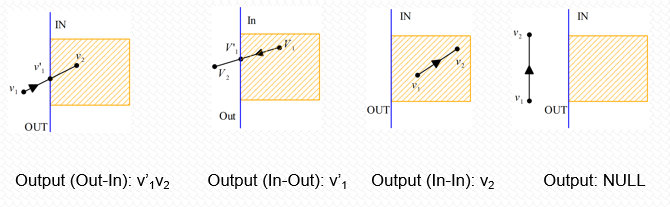 IN
v'1
v2
v1
OUT
In
V'1
V1
V2
Out
IN
v2
v1
OUT
IN
v2
v1
OUT
Output (Out-In): v’1v2
Output (In-Out): v’1
Output (In-In): v2
Output: NULL